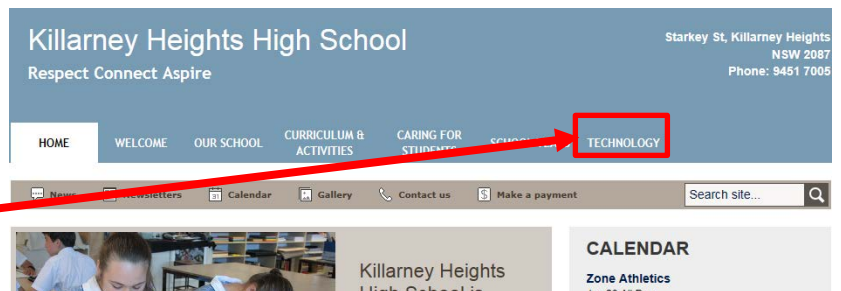 Killarney Heights High School
Respect Connect Aspire
Starkey St, Killarney Heights
NSW 2087
Phone: 9451 7005
HOME
WELCOME
OUR SCHOOL
CURRICULUM &
ACTIVITIES
CARING FOR
STUDENTS
TECHNOLOGY
News
Newsletters
Calendar
Gallery
Contact us
Make a payment
Search site...
Killarney Heights
High School is
CALENDAR
Zone Athletics